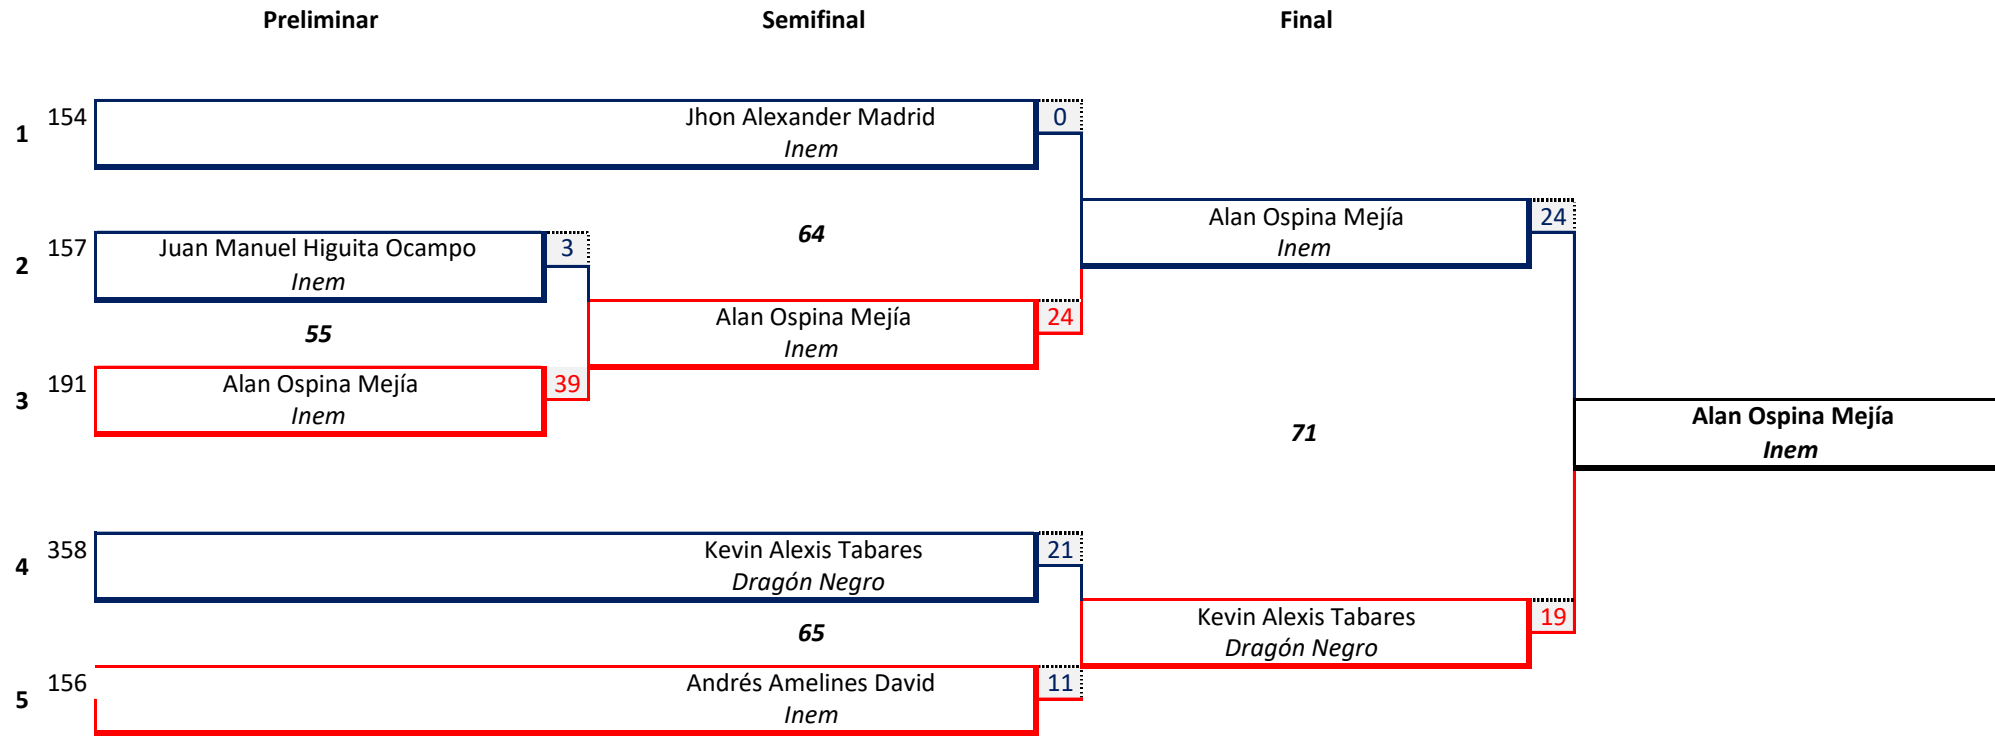 Preliminar Semifinal Final
154 Jhon Alexander Madrid 0
1 Inem
Alan Ospina Mejía 24
64
157 Juan Manuel Higuita Ocampo 3
Inem
2 Inem
55
Alan Ospina Mejía 24
Inem
191 Alan Ospina Mejía 39
3 Inem
71
Alan Ospina Mejía
Inem
358 Kevin Alexis Tabares 21
4 Dragón Negro
65
Kevin Alexis Tabares 19
Dragón Negro
156 Andrés Amelines David 11
5 Inem